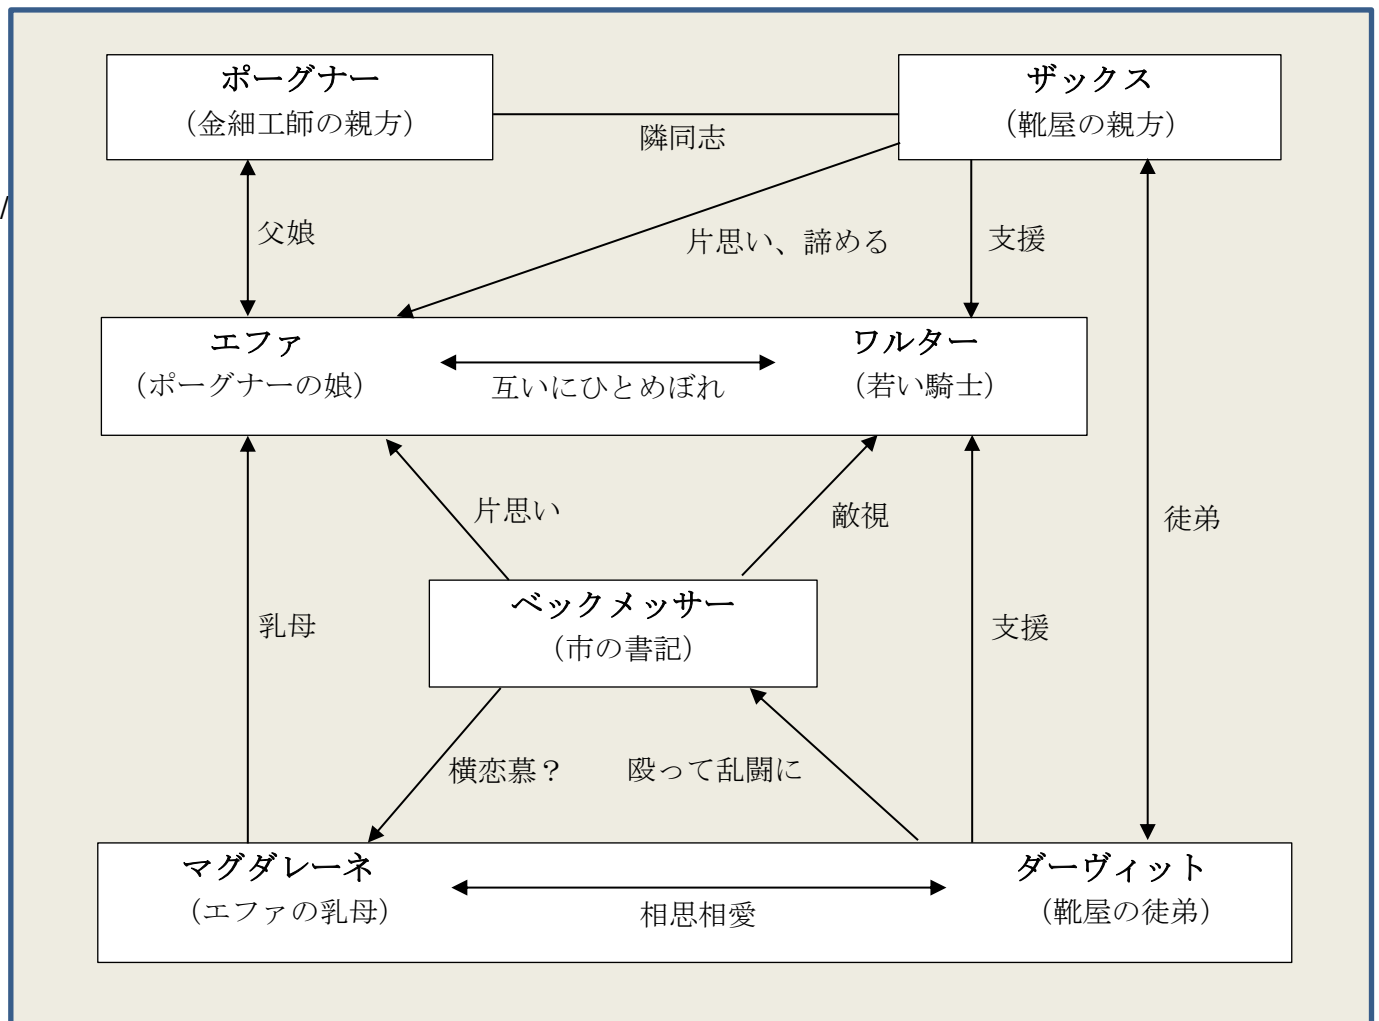 ポーグナー
(金細工師の親方)
ザックス
(靴屋の親方)
隣同志
/
父娘
片思い、諦める
支援
エファ
(ポーグナーの娘)
互いにひとめぼれ
ワルター
(若い騎士)
片思い
敵視
徒弟
ベックメッサー
(市の書記)
乳母
支援
横恋慕？
殴って乱闘に
マグダレーネ
(エファの乳母)
相思相愛
ダーヴィット
(靴屋の徒弟)